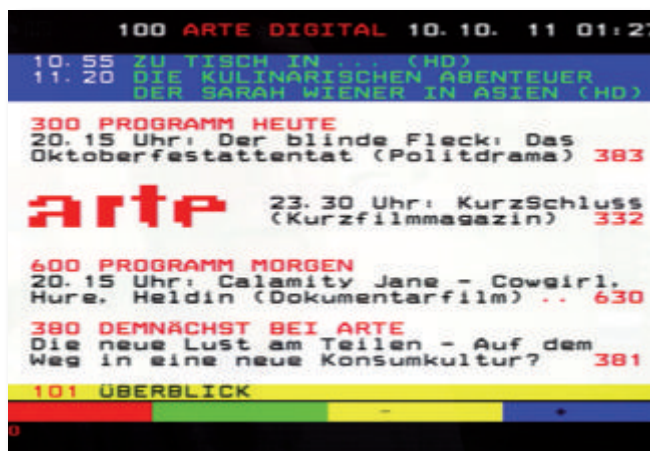 100 ARTE DIGITAL 10.10. 11 01:27
10.55 ZU TISCH IN ... (HD)
11.20 DIE KULINARISCHEN ABENTEUER
DER SARAH WIENER IN ASIEN (HD)
300 PROGRAMM HEUTE
20.15 Uhr: Der blinde Fleck: Das
Oktoberfestattentat (Politdrama) 383
arte
23.30 Uhr: KurzSchluss
(Kurzfilmmagazin) 332
600 PROGRAMM MORGEN
20.15 Uhr: Calamity Jane - Cowgirl,
Hure, Heldin (Dokumentarfilm) .. 630
380 DEMNÄCHST BEI ARTE
Die neue Lust am Teilen - Auf dem
Weg in eine neue Konsumkultur? 381
101 ÜBERBLICK
- +
0